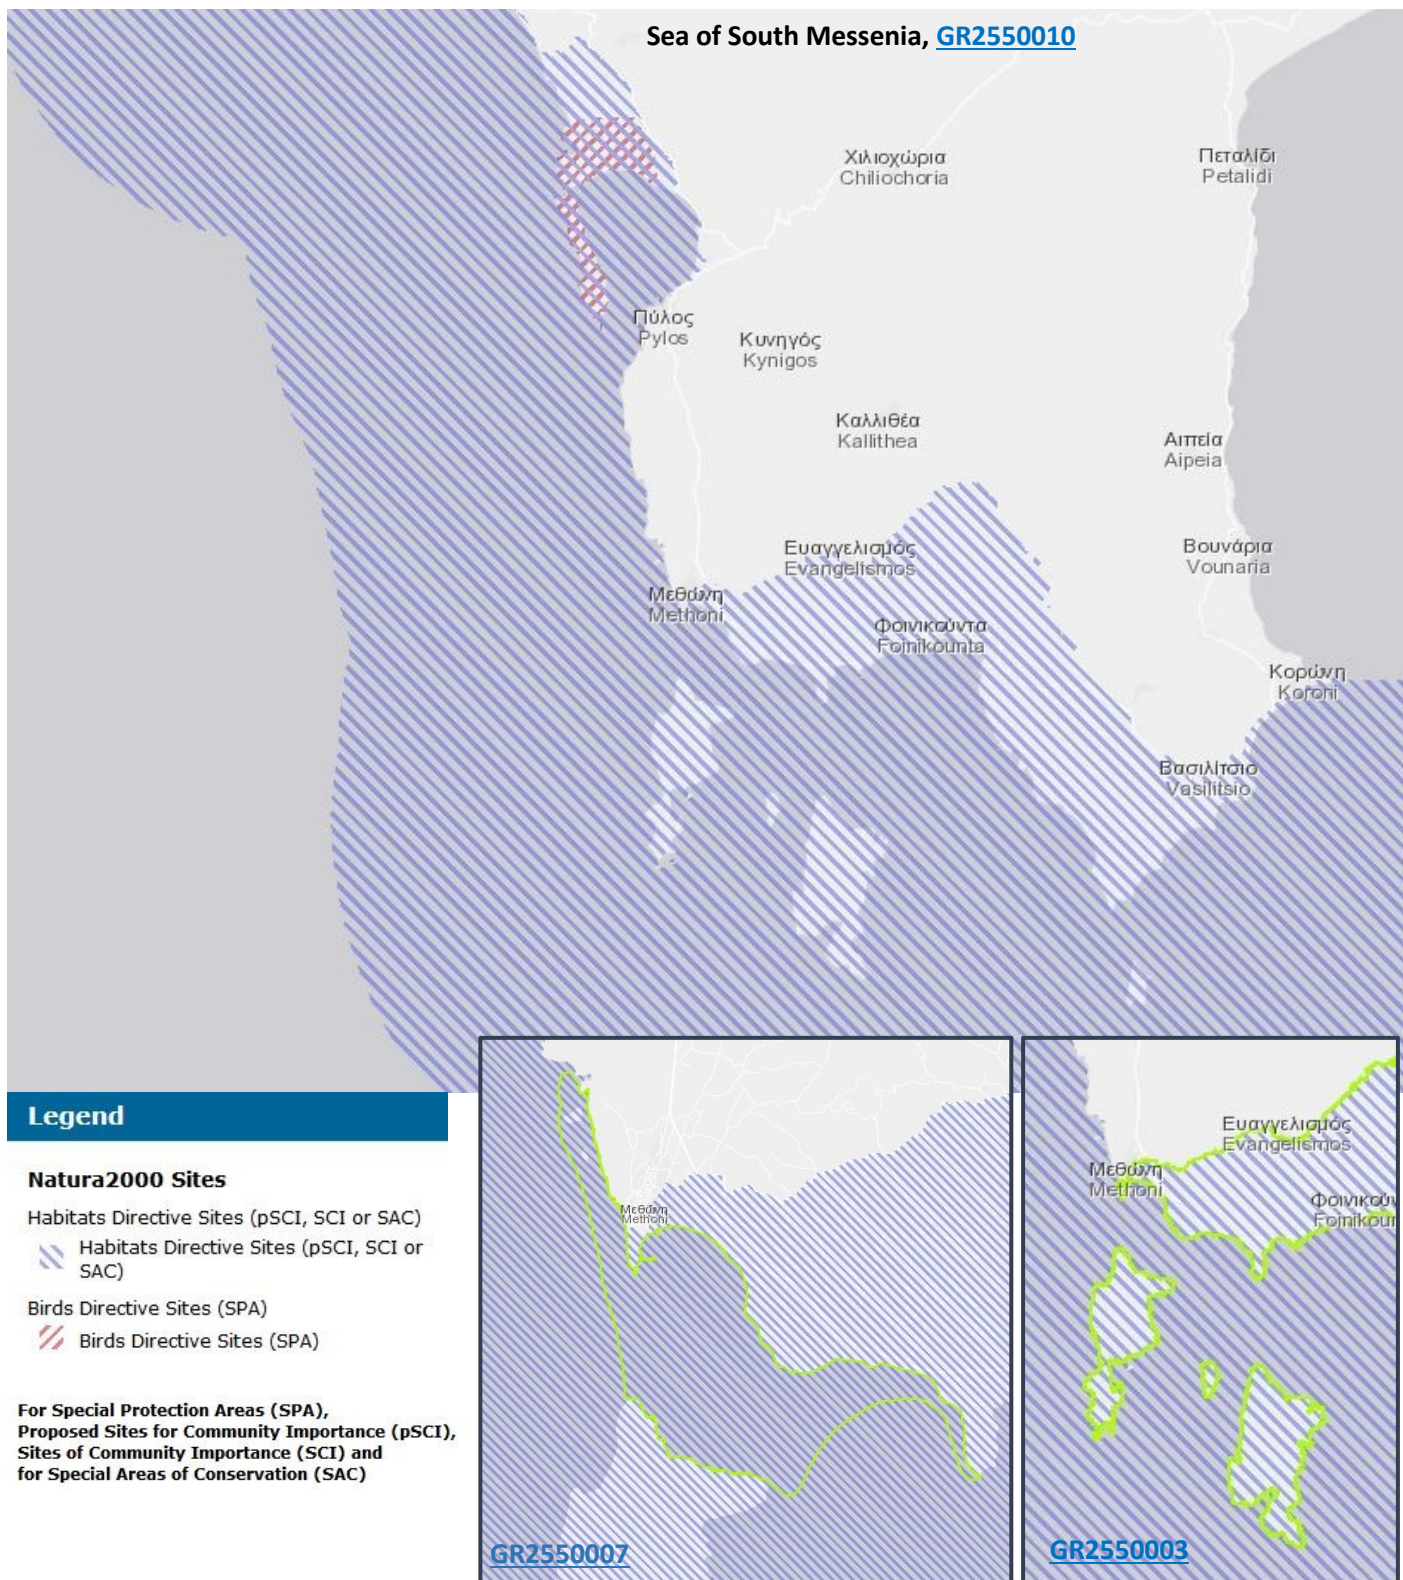 Sea of South Messenia, GR2550010
Χιλιοχώρια
Chiliochoria
Πεταλίδι
Petalidi
Πύλος
Pylos
Κυνηγός
Kynigos
Καλλιθέα
Kallithea
Αιπεία
Aipeia
Ευαγγελισμός
Evangelismos
Βουνάρια
Vounaria
Μεθώνη
Methoni
Φοινικούντα
Foinikounta
Κορώνη
Koroni
Βασιλίτσιο
Vasilitsio
Legend
Natura2000 Sites
Habitats Directive Sites (pSCI, SCI or SAC)
Habitats Directive Sites (pSCI, SCI or
SAC)
Birds Directive Sites (SPA)
Birds Directive Sites (SPA)
For Special Protection Areas (SPA),
Proposed Sites for Community Importance (pSCI),
Sites of Community Importance (SCI) and
for Special Areas of Conservation (SAC)
Μεθώνη
Methoni
GR2550007
Ευαγγελισμός
Evangelismos
Μεθώνη
Methoni
Φοινικούν
Foinikour
GR2550003